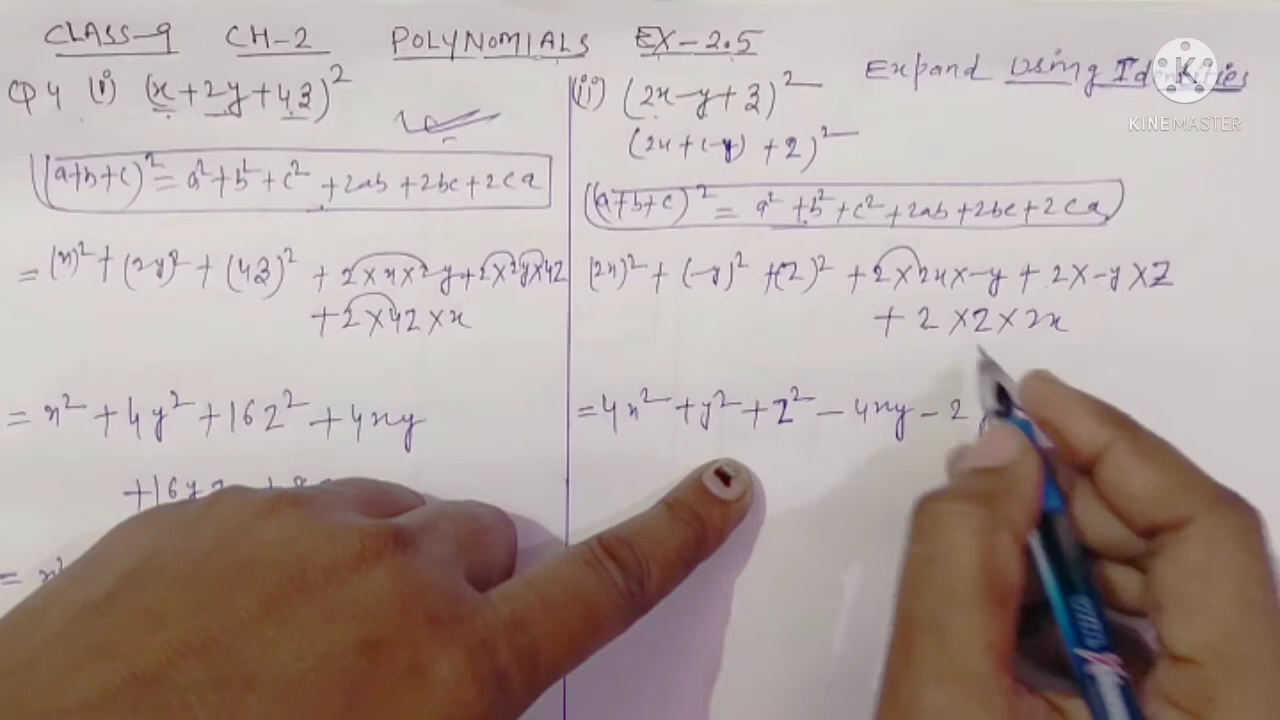 CLASS-9 CH-2 POLYNOMIALS EX-2.5
Expand Using Identities
KINEMASTER
Q4 (i) (x+2y+4z)²
(a+b+c)² = a²+b²+c² +2ab+2bc+2ca
= (x)² + (2y)² + (4z)² + 2×x×2y+2×2y×4z
+2×4z×x
= x² +4y² +16z² +4xy
+16yz +8
= x²
(ii) (2x-y+z)²
(2x+(-y)+z)²
(a+b+c)² = a²+b²+c²+2ab+2bc+2ca
(2x)² + (-y)² +(z)² +2×2x×-y + 2×-y×z
+ 2×z×2x
=4x² +y² +z² -4xy -2